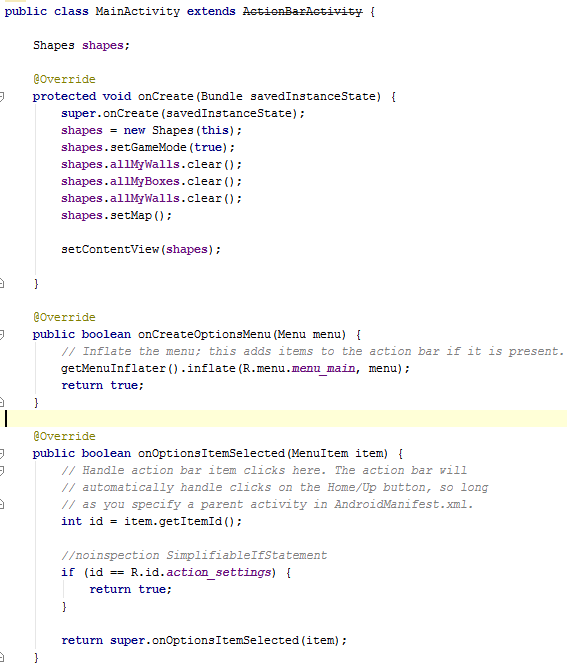 public class MainActivity extends ActionBarActivity {
Shapes shapes;
@Override
protected void onCreate(Bundle savedInstanceState) {
super.onCreate(savedInstanceState);
shapes = new Shapes(this);
shapes.setGameMode(true);
shapes.allMyWalls.clear();
shapes.allMyBoxes.clear();
shapes.allMyWalls.clear();
shapes.setMap();
setContentView(shapes);
}
@Override
public boolean onCreateOptionsMenu(Menu menu) {
// Inflate the menu; this adds items to the action bar if it is present.
getMenuInflater().inflate(R.menu.menu_main, menu);
return true;
}
@Override
public boolean onOptionsItemSelected(MenuItem item) {
// Handle action bar item clicks here. The action bar will
// automatically handle clicks on the Home/Up button, so long
// as you specify a parent activity in AndroidManifest.xml.
int id = item.getItemId();
//noinspection SimplifiableIfStatement
if (id == R.id.action_settings) {
return true;
}
return super.onOptionsItemSelected(item);
}